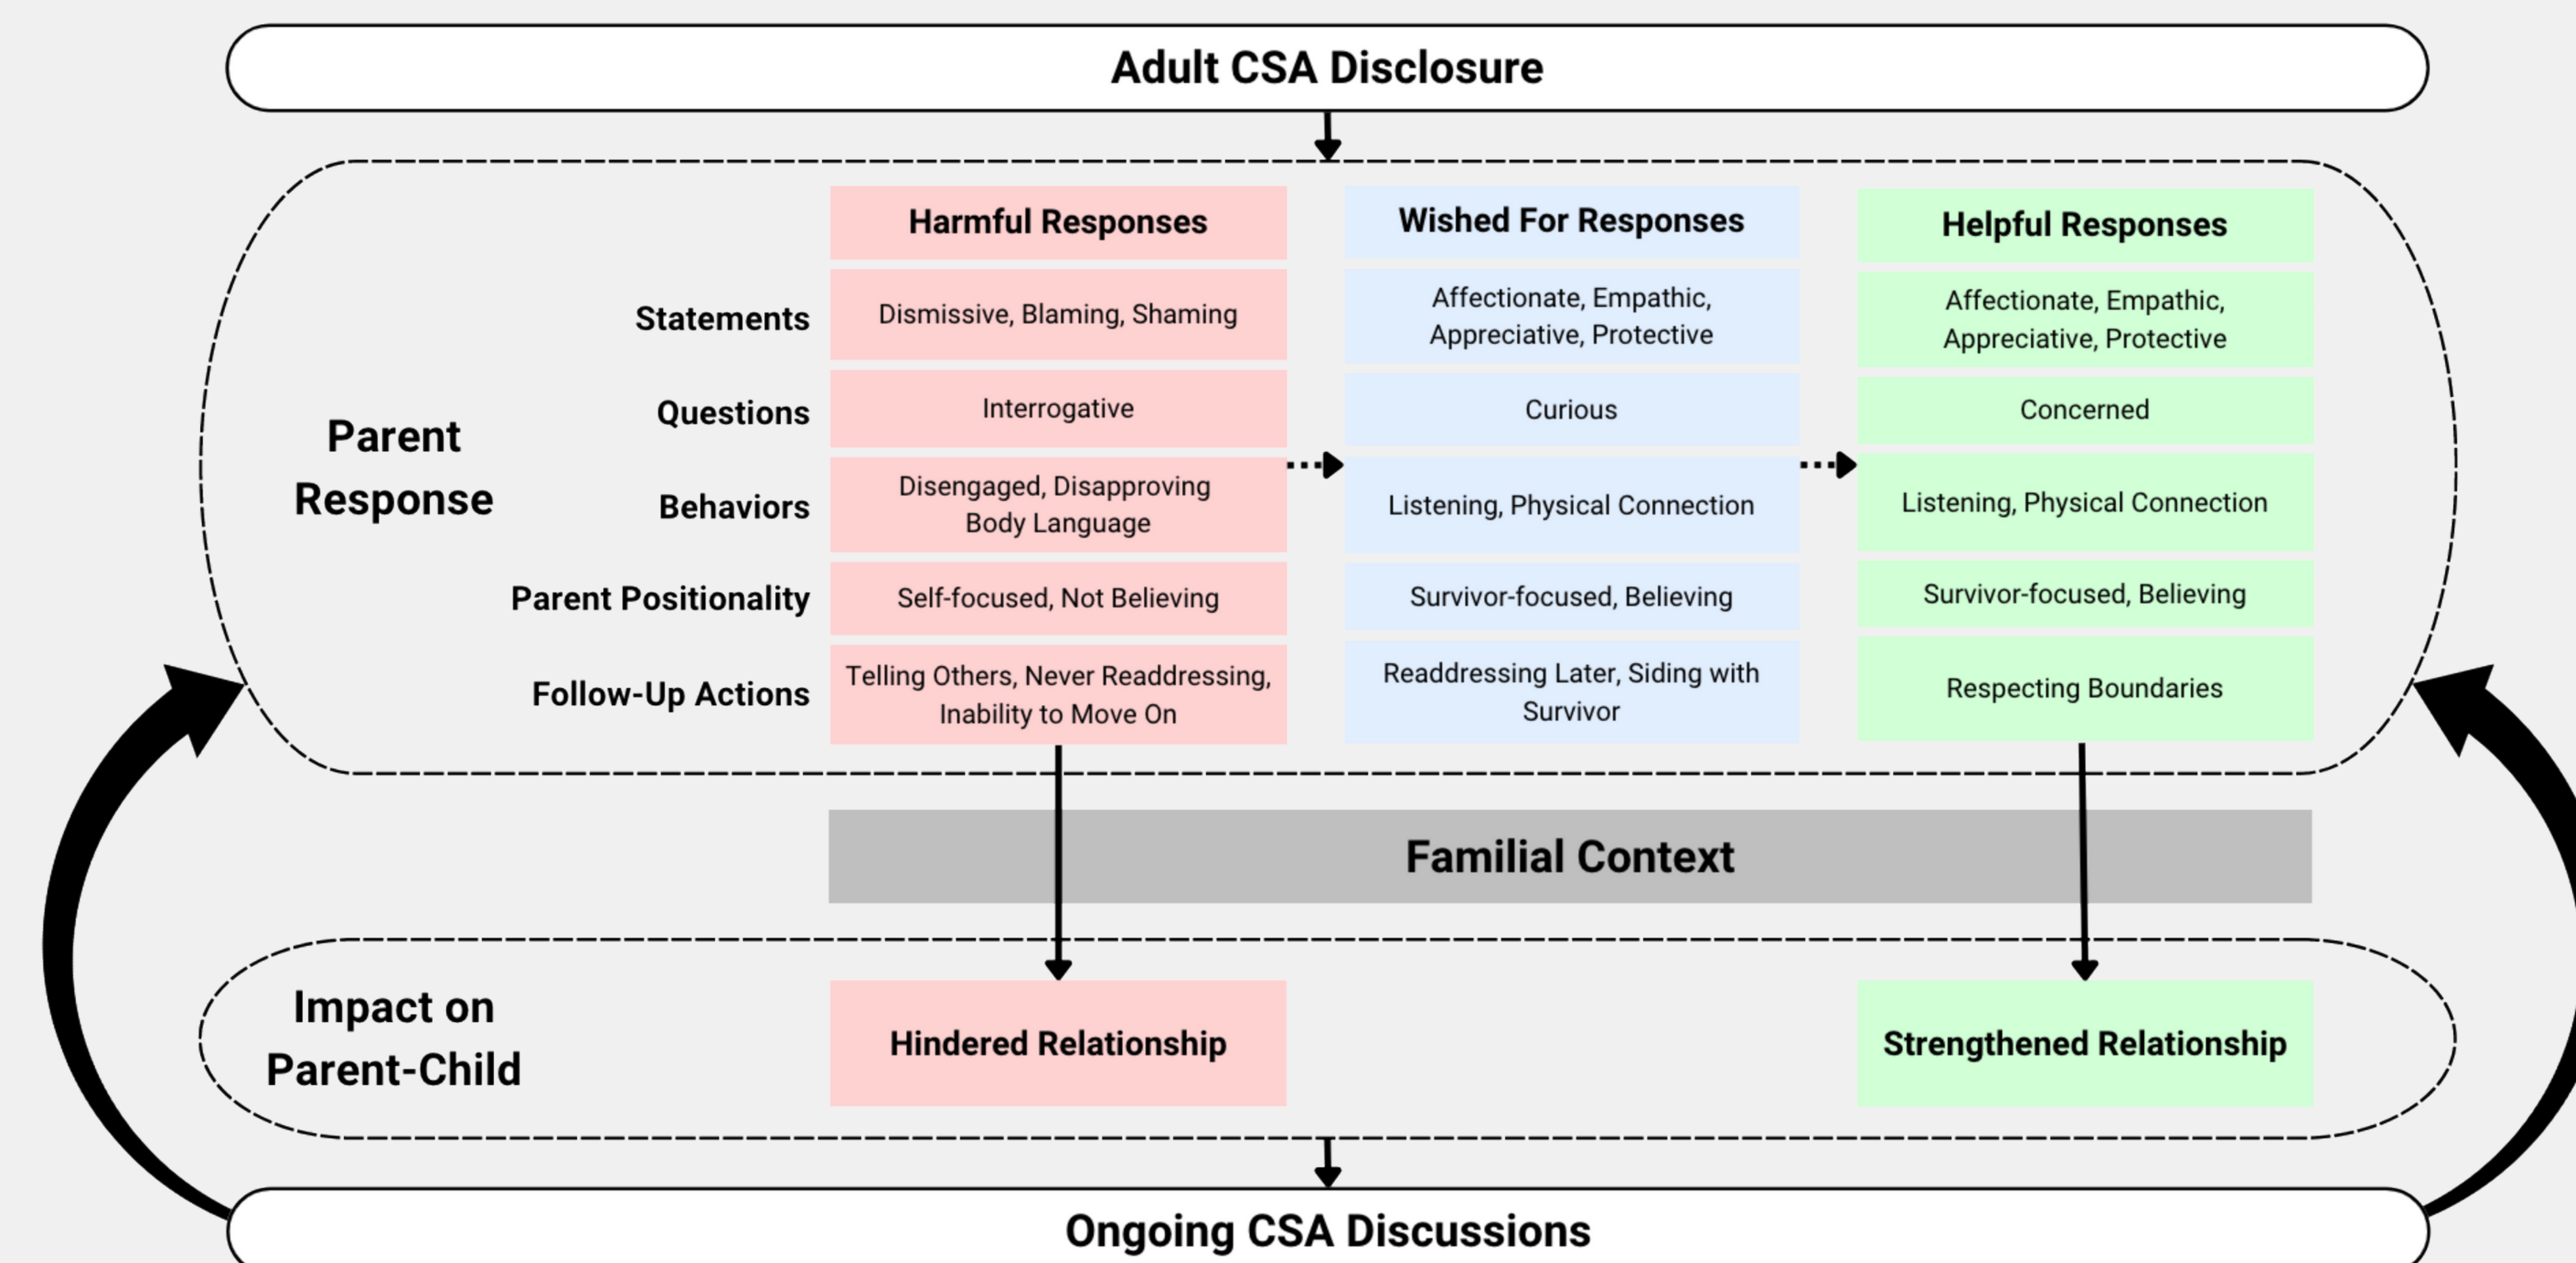 Adult CSA Disclosure
Harmful Responses
Wished For Responses
Helpful Responses
Statements
Dismissive, Blaming, Shaming
Affectionate, Empathic,
Appreciative, Protective
Affectionate, Empathic,
Appreciative, Protective
Questions
Interrogative
Curious
Concerned
Parent
Response
Behaviors
Disengaged, Disapproving
Body Language
Listening, Physical Connection
Listening, Physical Connection
Parent Positionality
Self-focused, Not Believing
Survivor-focused, Believing
Survivor-focused, Believing
Follow-Up Actions
Telling Others, Never Readdressing,
Inability to Move On
Readdressing Later, Siding with
Survivor
Respecting Boundaries
Familial Context
Impact on
Parent-Child
Hindered Relationship
Strengthened Relationship
Ongoing CSA Discussions